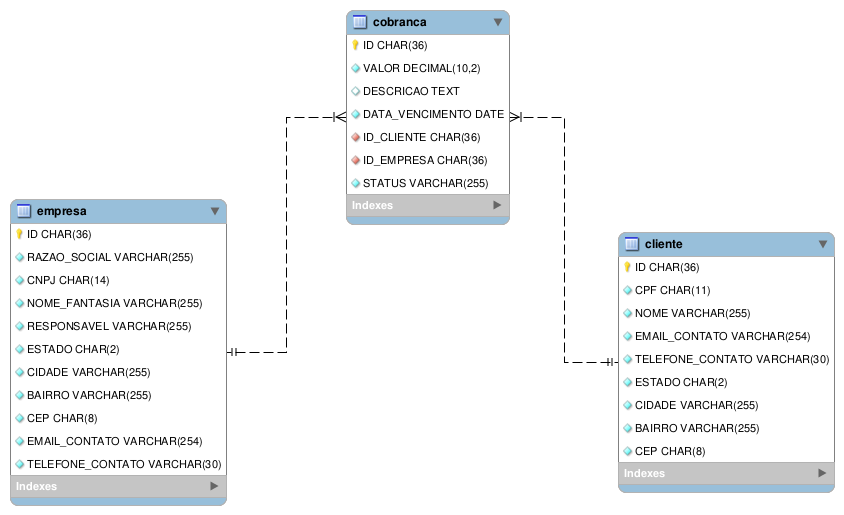 cobranca
ID CHAR(36)
VALOR DECIMAL(10,2)
DESCRICAO TEXT
DATA_VENCIMENTO DATE
ID_CLIENTE CHAR(36)
ID_EMPRESA CHAR(36)
STATUS VARCHAR(255)
Indexes
empresa
ID CHAR(36)
RAZAO_SOCIAL VARCHAR(255)
CNPJ CHAR(14)
NOME_FANTASIA VARCHAR(255)
RESPONSAVEL VARCHAR(255)
ESTADO CHAR(2)
CIDADE VARCHAR(255)
BAIRRO VARCHAR(255)
CEP CHAR(8)
EMAIL_CONTATO VARCHAR(254)
TELEFONE_CONTATO VARCHAR(30)
Indexes
cliente
ID CHAR(36)
CPF CHAR(11)
NOME VARCHAR(255)
EMAIL_CONTATO VARCHAR(254)
TELEFONE_CONTATO VARCHAR(30)
ESTADO CHAR(2)
CIDADE VARCHAR(255)
BAIRRO VARCHAR(255)
CEP CHAR(8)
Indexes